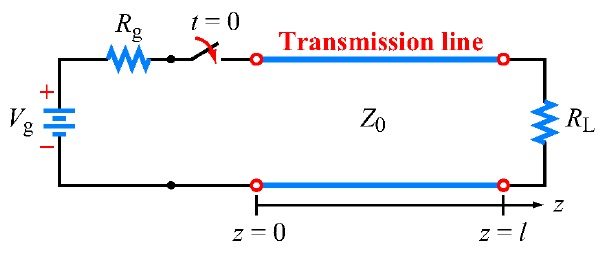 R_g
t = 0
Transmission line
+
V_g
−
Z_0
R_L
z
z = 0
z = l